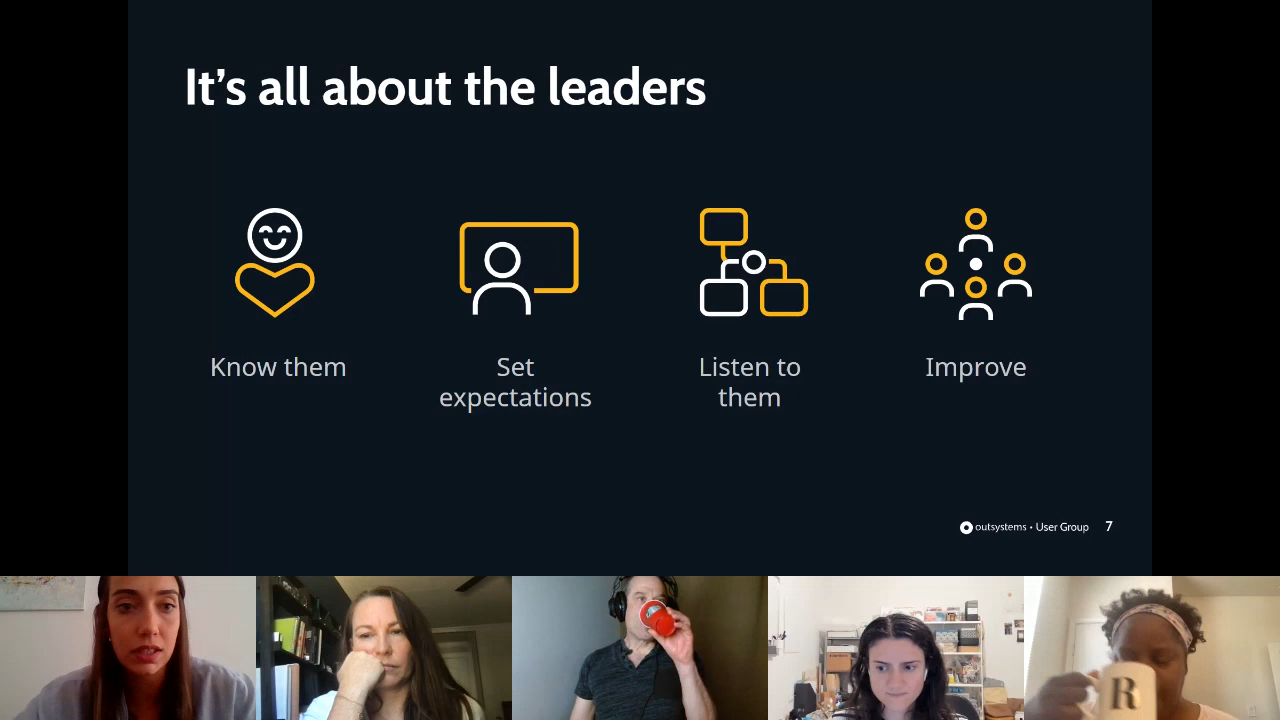 It's all about the leaders
Know them
Set
expectations
Listen to
them
Improve
outsystems • User Group 7
R